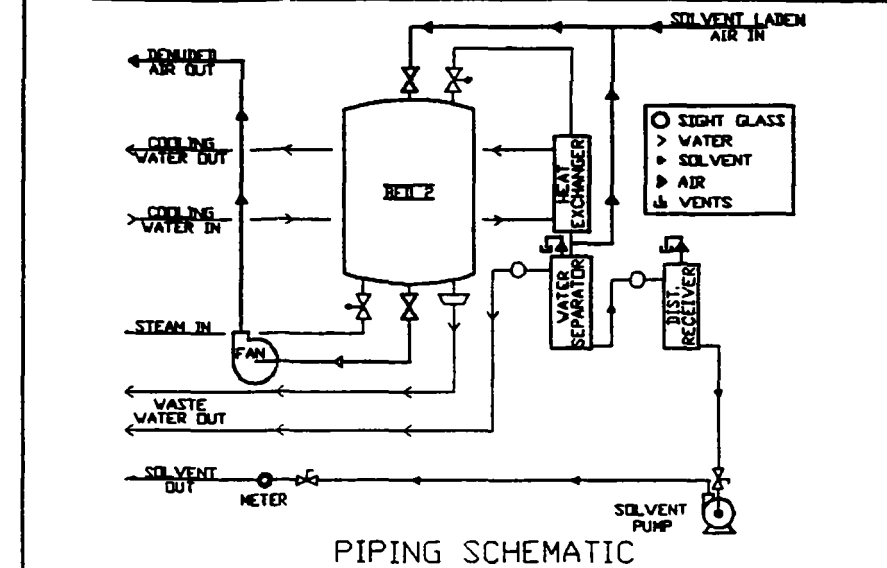 SOLVENT LADEN
AIR IN
DENUDED
AIR OUT
SIGHT GLASS
WATER
SOLVENT
AIR
VENTS
COOLING
WATER OUT
HEAT
EXCHANGER
BED 2
COOLING
WATER IN
WATER
SEPARATOR
DIST.
RECEIVER
STEAM IN
FAN
WASTE
WATER OUT
SOLVENT
OUT
METER
SOLVENT
PUMP
PIPING SCHEMATIC